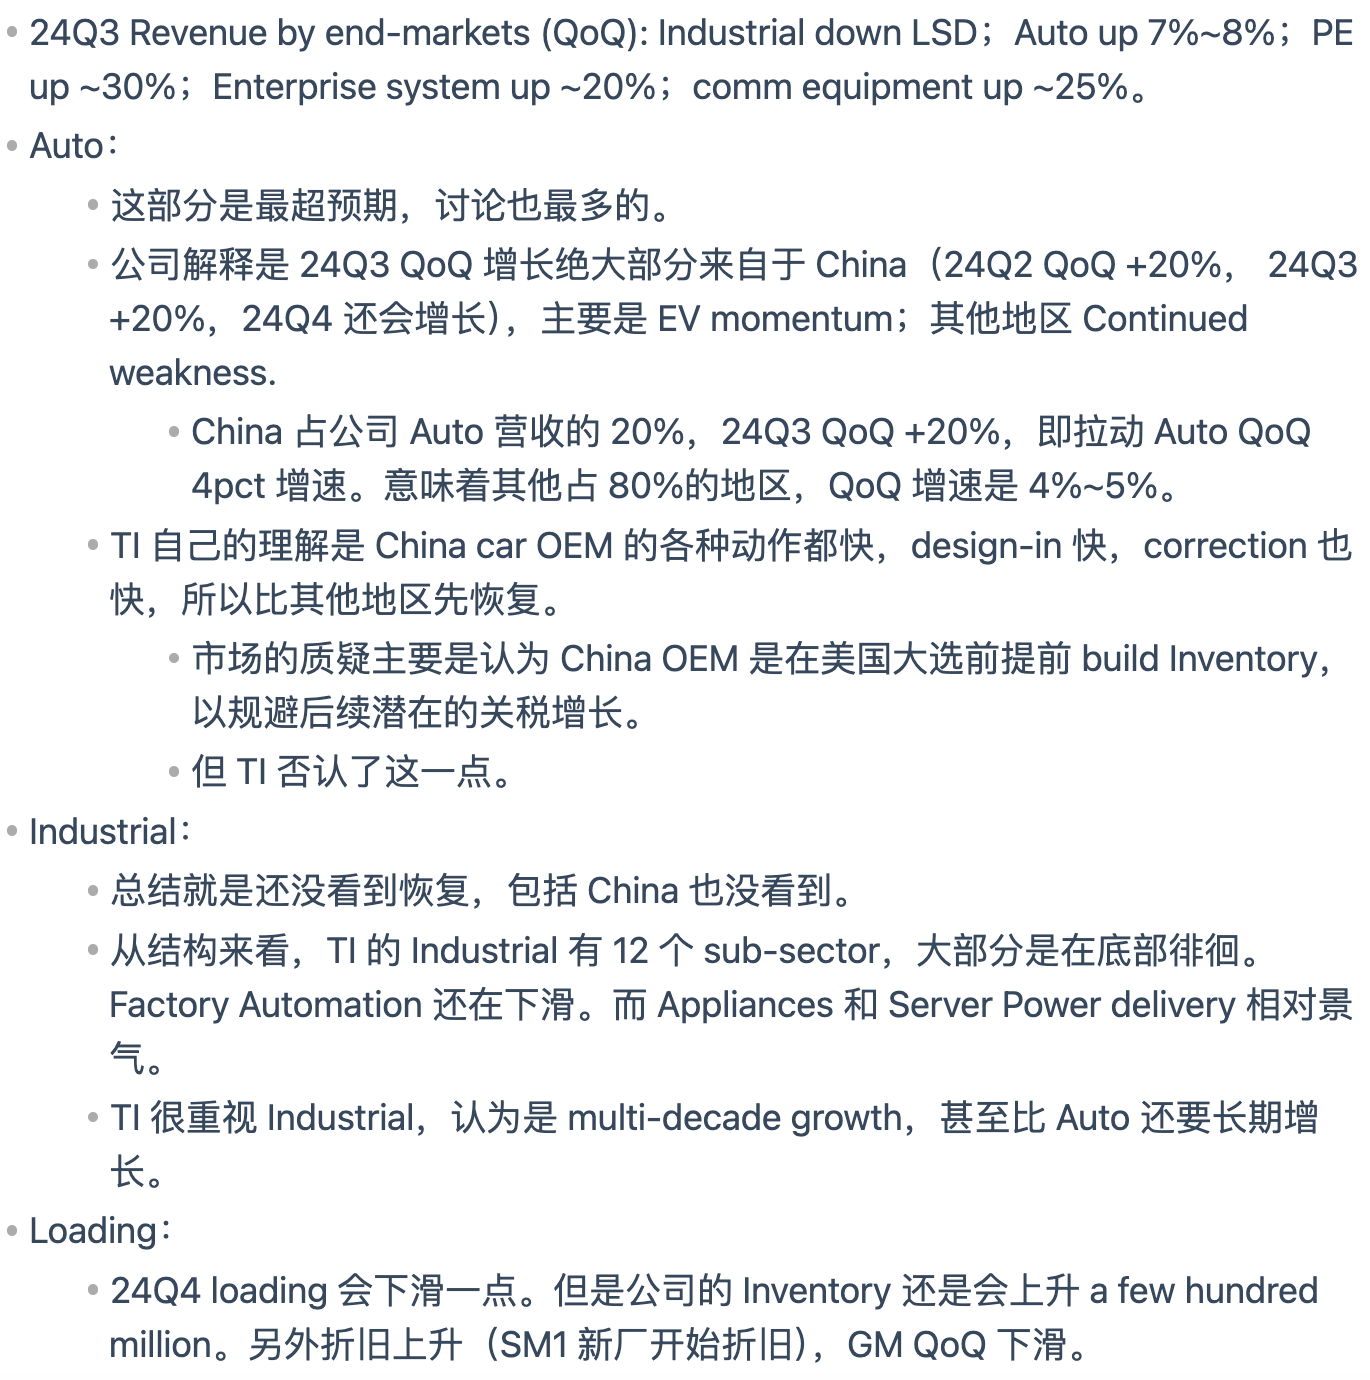 24Q3 Revenue by end-markets (QoQ): Industrial down LSD；Auto up 7%~8%；PE
up ~30%；Enterprise system up ~20%；comm equipment up ~25%。
Auto：
这部分是最超预期，讨论也最多的。
公司解释是 24Q3 QoQ 增长绝大部分来自于 China（24Q2 QoQ +20%， 24Q3
+20%，24Q4 还会增长），主要是 EV momentum；其他地区 Continued
weakness.
China 占公司 Auto 营收的 20%，24Q3 QoQ +20%，即拉动 Auto QoQ
4pct 增速。意味着其他占 80%的地区，QoQ 增速是 4%~5%。
TI 自己的理解是 China car OEM 的各种动作都快，design-in 快，correction 也
快，所以比其他地区先恢复。
市场的质疑主要是认为 China OEM 是在美国大选前提前 build Inventory，
以规避后续潜在的关税增长。
但 TI 否认了这一点。
Industrial：
总结就是还没看到恢复，包括 China 也没看到。
从结构来看，TI 的 Industrial 有 12 个 sub-sector，大部分是在底部徘徊。
Factory Automation 还在下滑。而 Appliances 和 Server Power delivery 相对景
气。
TI 很重视 Industrial，认为是 multi-decade growth，甚至比 Auto 还要长期增
长。
Loading：
24Q4 loading 会下滑一点。但是公司的 Inventory 还是会上升 a few hundred
million。另外折旧上升（SM1 新厂开始折旧），GM QoQ 下滑。